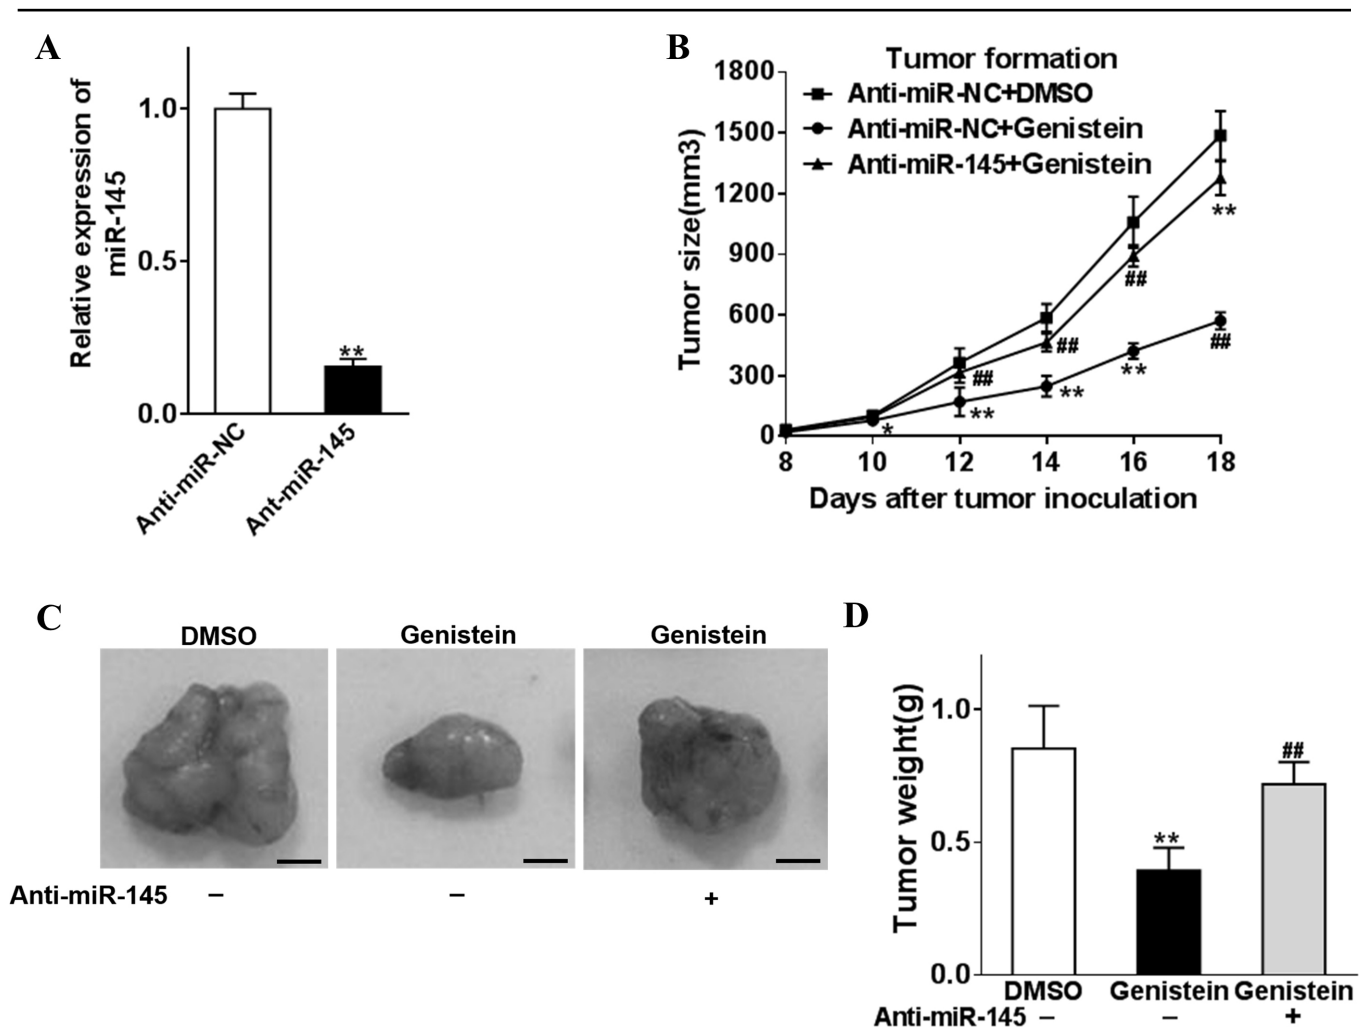 A
Relative expression of
miR-145
1.0
0.5
0.0
**
Anti-miR-NC
Ant-miR-145
B
Tumor formation
Anti-miR-NC+DMSO
Anti-miR-NC+Genistein
Anti-miR-145+Genistein
Tumor size(mm3)
1800
1500
1200
900
600
300
0
*
**
##
**
##
**
##
**
##
8 10 12 14 16 18
Days after tumor inoculation
C
DMSO Genistein Genistein
Anti-miR-145 – – +
D
Tumor weight(g)
1.0
0.5
0.0
**
##
DMSO Genistein Genistein
Anti-miR-145 – – +